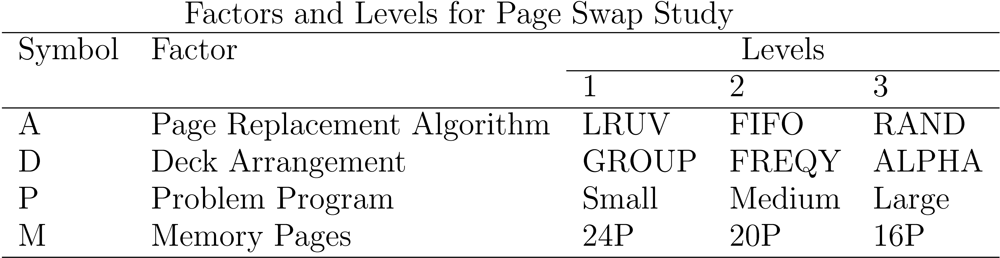 Factors and Levels for Page Swap Study
Symbol Factor Levels
1 2 3
A Page Replacement Algorithm LRUV FIFO RAND
D Deck Arrangement GROUP FREQY ALPHA
P Problem Program Small Medium Large
M Memory Pages 24P 20P 16P